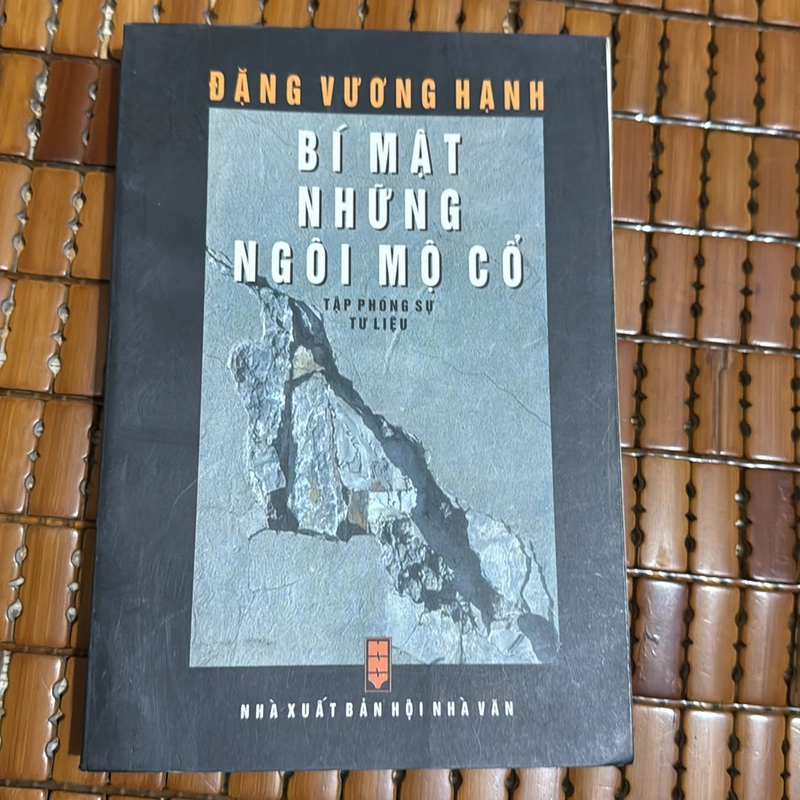 ĐẶNG VƯƠNG HẠNH
BÍ MẬT
NHỮNG
NGÔI MỘ CỔ
TẬP PHÓNG SỰ
TƯ LIỆU
NHÀ XUẤT BẢN HỘI NHÀ VĂN